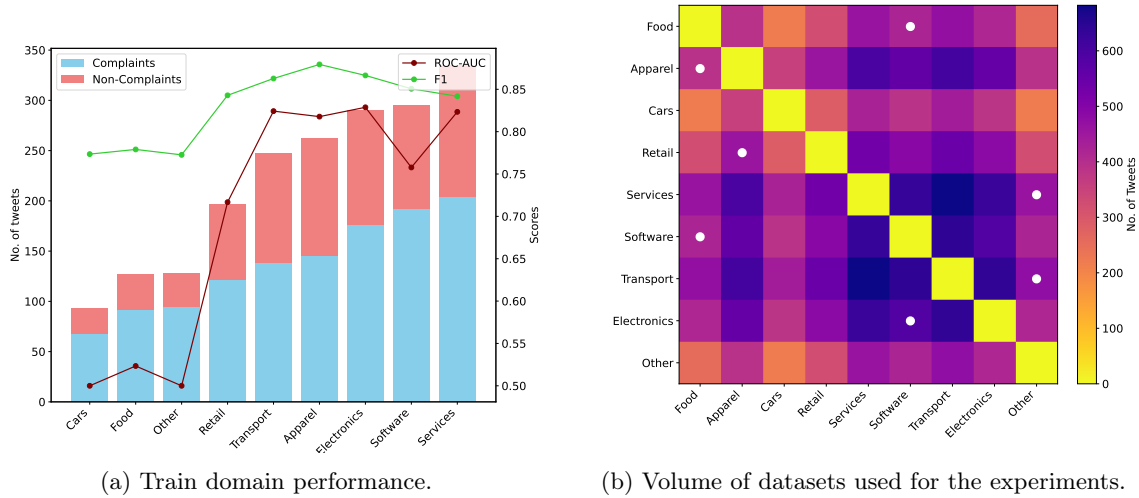 350
300
250
200
150
100
50
0
No. of tweets
Complaints
Non-Complaints
ROC-AUC
F1
0.85
0.80
0.75
0.70
0.65
0.60
0.55
0.50
Scores
Cars
Food
Other
Retail
Transport
Apparel
Electronics
Software
Services
(a) Train domain performance.
Food
Apparel
Cars
Retail
Services
Software
Transport
Electronics
Other
Food
Apparel
Cars
Retail
Services
Software
Transport
Electronics
Other
600
500
400
300
200
100
0
No. of Tweets
(b) Volume of datasets used for the experiments.